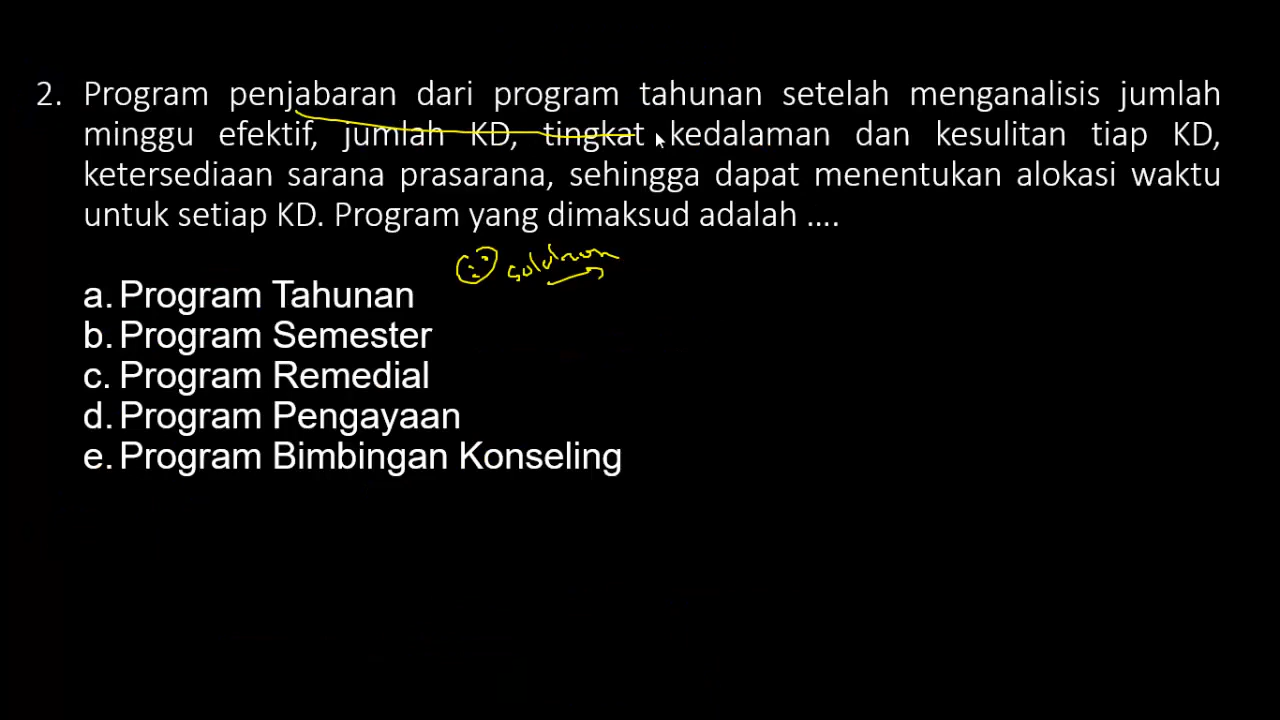 2. Program penjabaran dari program tahunan setelah menganalisis jumlah
minggu efektif, jumlah KD, tingkat kedalaman dan kesulitan tiap KD,
ketersediaan sarana prasarana, sehingga dapat menentukan alokasi waktu
untuk setiap KD. Program yang dimaksud adalah ....
a. Program Tahunan
b. Program Semester
c. Program Remedial
d. Program Pengayaan
e. Program Bimbingan Konseling